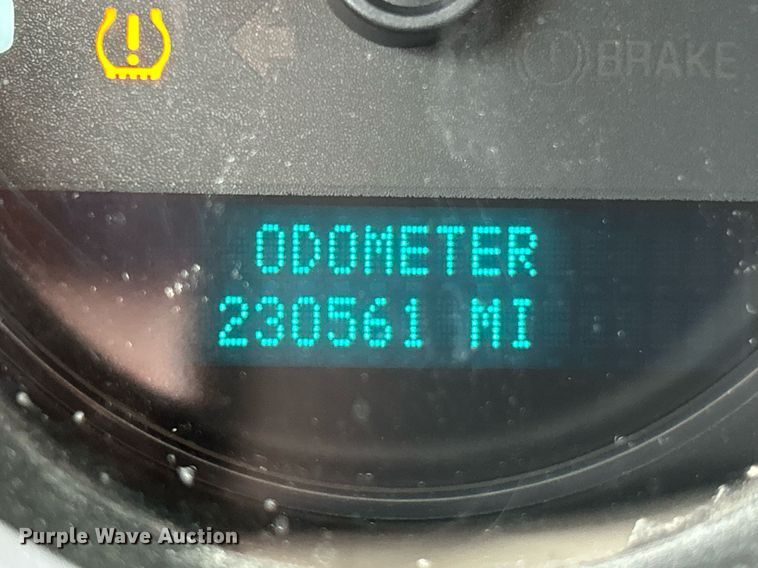 BRAKE
ODOMETER
230561 MI
Purple Wave Auction